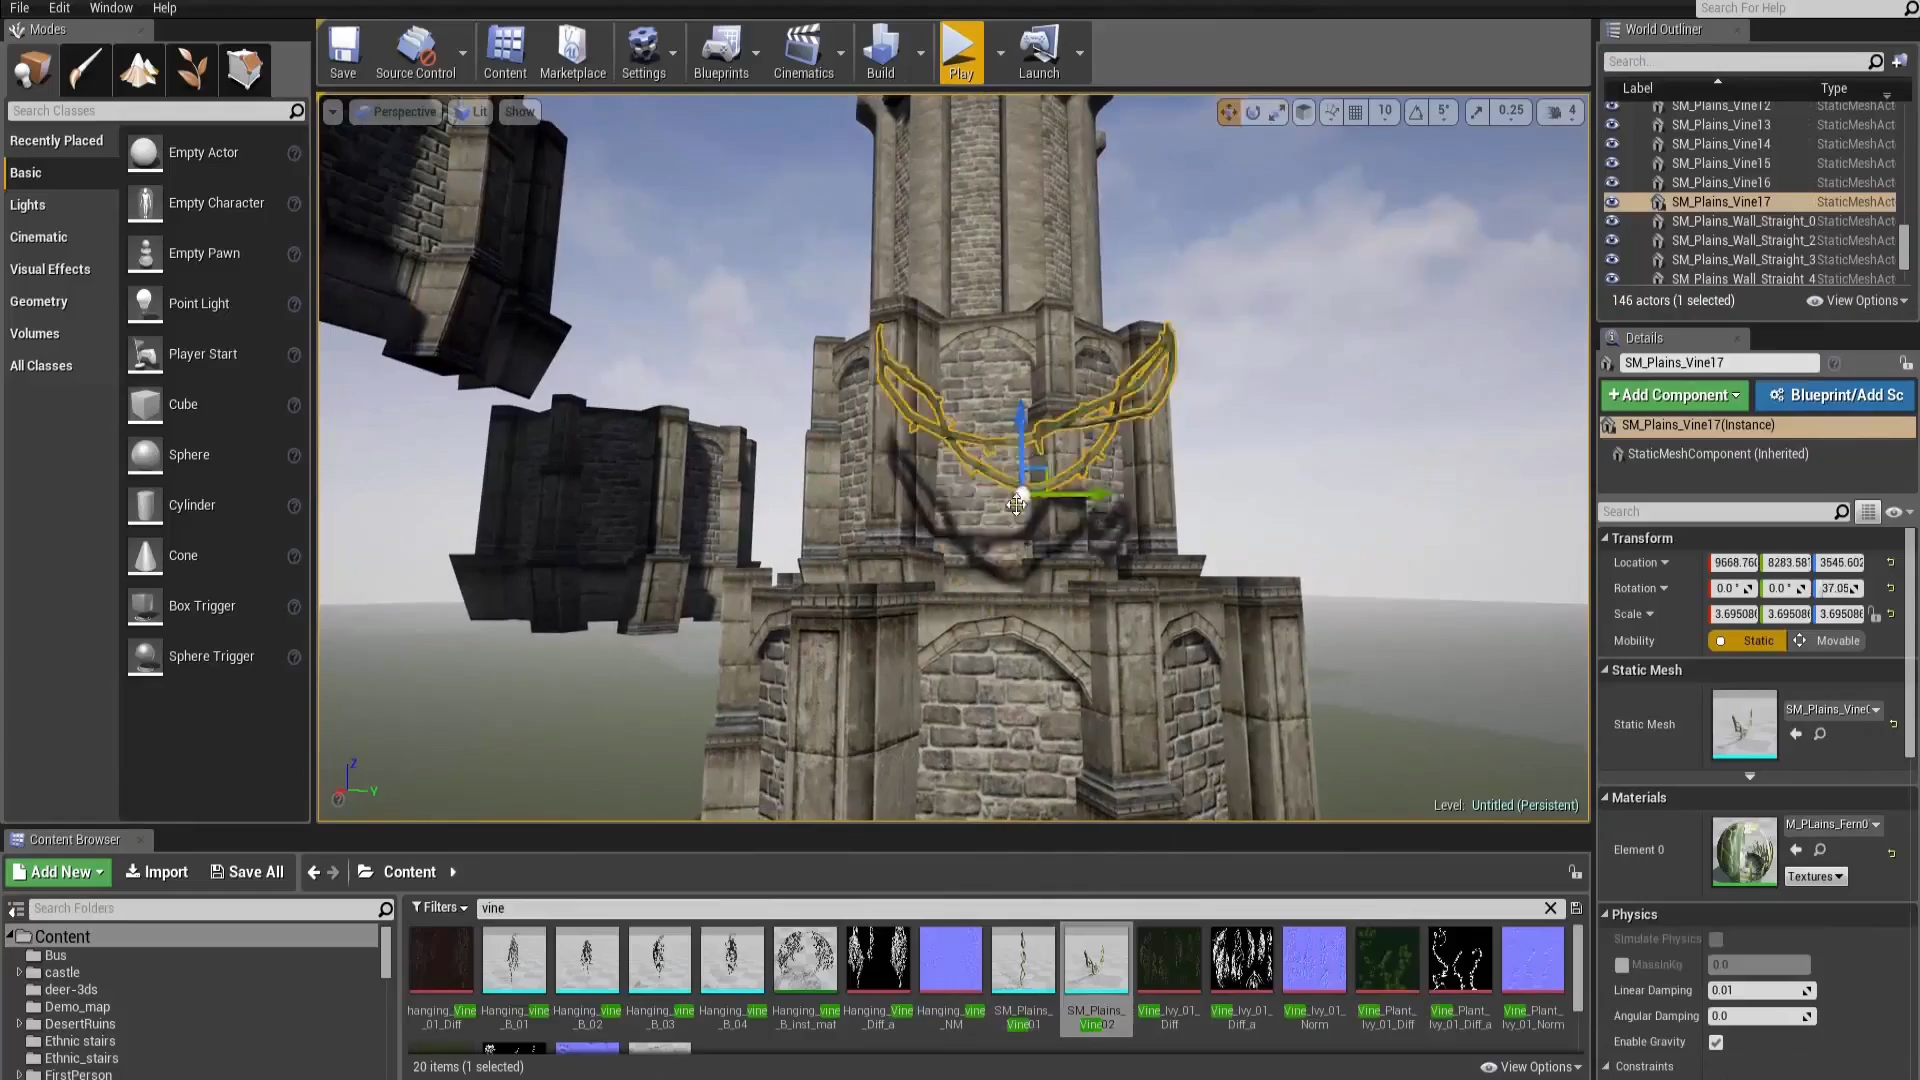 File Edit Window Help
Search For Help
Modes
Save Source Control Content Marketplace Settings Blueprints Cinematics Build Play Launch
Search Classes
Recently Placed
Basic
Lights
Cinematic
Visual Effects
Geometry
Volumes
All Classes
Empty Actor
Empty Character
Empty Pawn
Point Light
Player Start
Cube
Sphere
Cylinder
Cone
Box Trigger
Sphere Trigger
Perspective Lit Show
10 5° 0.25 4
Z
Y
Level: Untitled (Persistent)
World Outliner
Search...
Label Type
SM_Plains_Vine12 StaticMeshAct
SM_Plains_Vine13 StaticMeshAct
SM_Plains_Vine14 StaticMeshAct
SM_Plains_Vine15 StaticMeshAct
SM_Plains_Vine16 StaticMeshAct
SM_Plains_Vine17 StaticMeshAct
SM_Plains_Wall_Straight_0 StaticMeshAct
SM_Plains_Wall_Straight_2 StaticMeshAct
SM_Plains_Wall_Straight_3 StaticMeshAct
SM_Plains_Wall_Straight_4 StaticMeshAct
146 actors (1 selected) View Options
Details
SM_Plains_Vine17
+Add Component Blueprint/Add Sc
SM_Plains_Vine17(Instance)
StaticMeshComponent (Inherited)
Search
Transform
Location 9668.76 8283.58 3545.602
Rotation 0.0 ° 0.0 ° 37.05
Scale 3.69508 3.69508 3.69508
Mobility Static Movable
Static Mesh
Static Mesh SM_Plains_Vine
Materials
Element 0 M_PLains_Fern0
Textures
Physics
Simulate Physics
MassInKg 0.0
Linear Damping 0.01
Angular Damping 0.0
Enable Gravity
Constraints
Content Browser
Add New Import Save All Content
Search Folders
Content
Bus
castle
deer-3ds
Demo_map
DesertRuins
Ethnic stairs
Ethnic_stairs
FirstPerson
Filters vine
hanging_Vine_01_Diff
Hanging_vine_B_01
Hanging_vine_B_02
Hanging_vine_B_03
Hanging_vine_B_04
Hanging_vine_B_inst_mat
Hanging_Vine_Diff_a
Hanging_vine_NM
SM_Plains_Vine01
SM_Plains_Vine02
Vine_Ivy_01_Diff
Vine_Ivy_01_Diff_a
Vine_Ivy_01_Norm
Vine_Plant_Ivy_01_Diff
Vine_Plant_Ivy_01_Diff_a
Vine_Plant_Ivy_01_Norm
20 items (1 selected) View Options